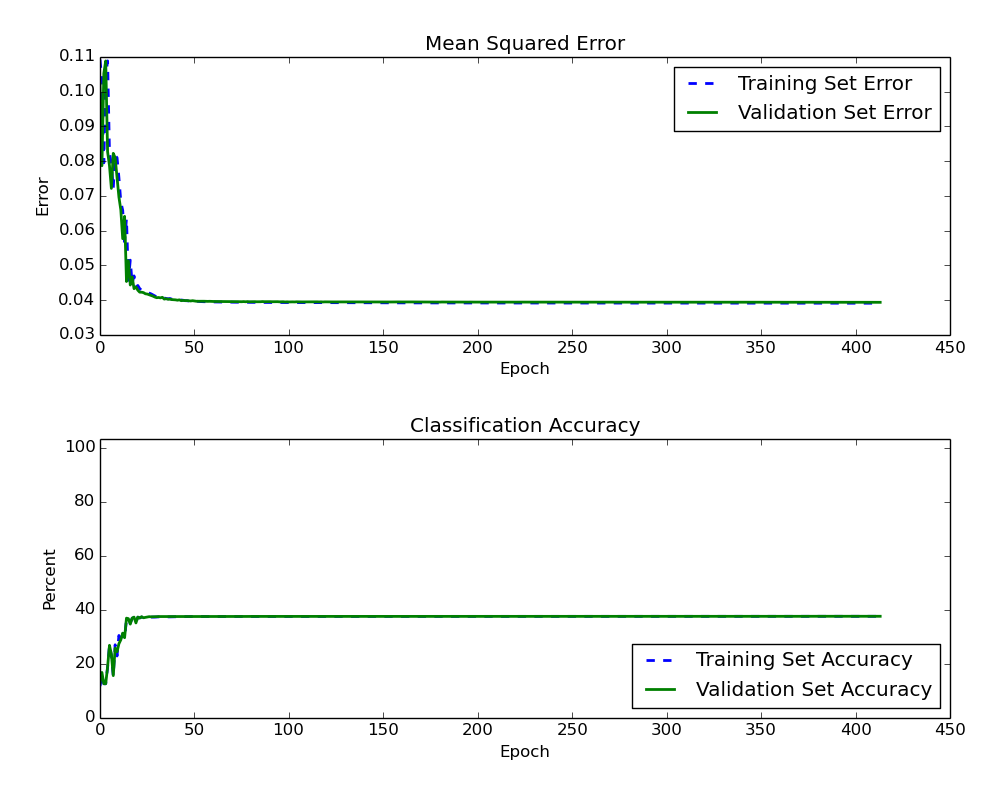 Mean Squared Error
0.11
0.10
0.09
0.08
0.07
0.06
0.05
0.04
0.03
Error
Training Set Error
Validation Set Error
0 50 100 150 200 250 300 350 400 450
Epoch
Classification Accuracy
100
80
60
40
20
0
Percent
Training Set Accuracy
Validation Set Accuracy
0 50 100 150 200 250 300 350 400 450
Epoch